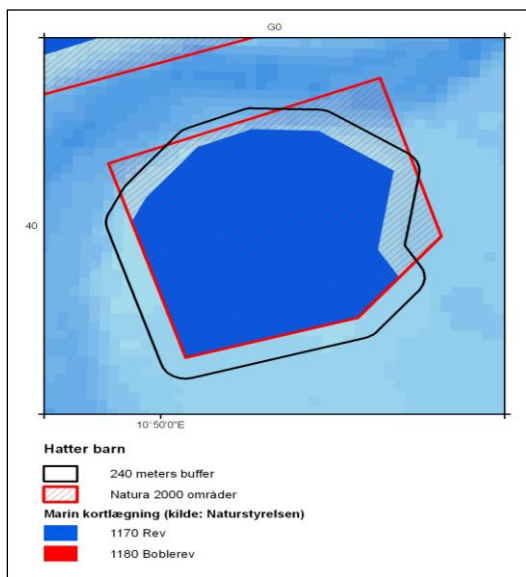 G0
40
10°50'0"E
Hatter barn
240 meters buffer
Natura 2000 områder
Marin kortlægning (kilde: Naturstyrelsen)
1170 Rev
1180 Boblerev